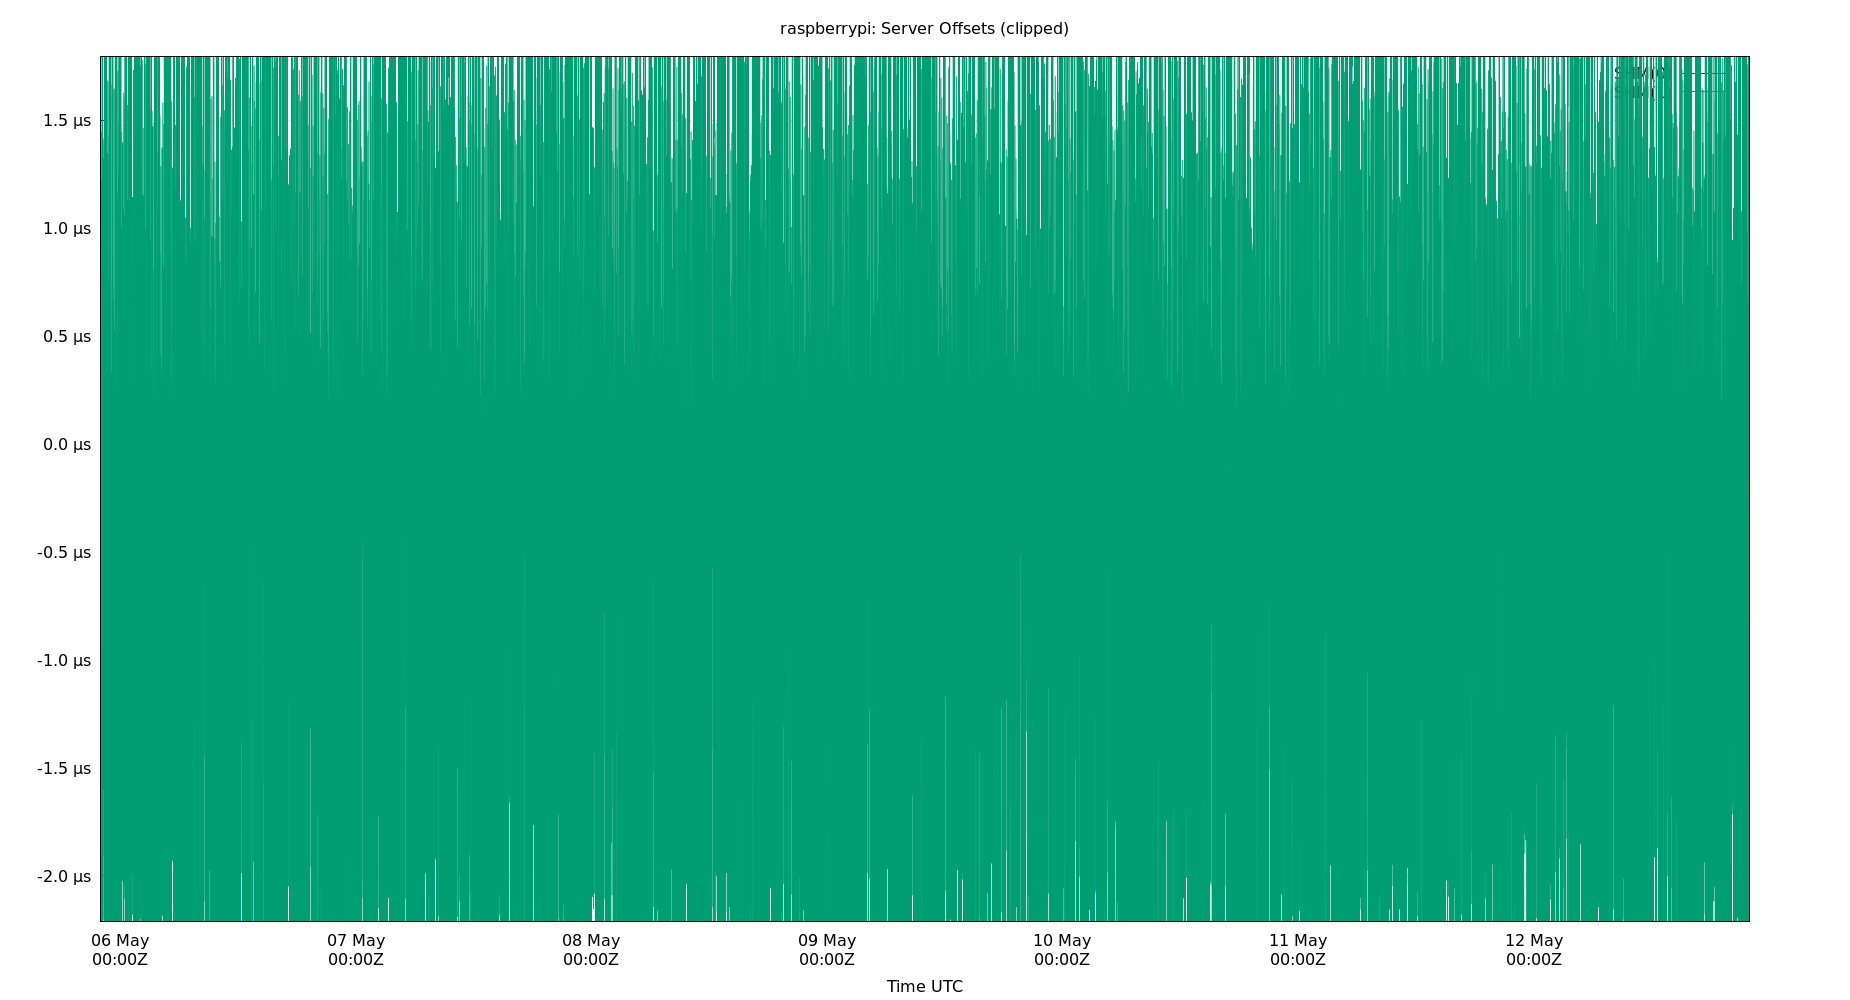 raspberrypi: Server Offsets (clipped)
1.5 µs
1.0 µs
0.5 µs
0.0 µs
-0.5 µs
-1.0 µs
-1.5 µs
-2.0 µs
06 May 07 May 08 May 09 May 10 May 11 May 12 May
00:00Z 00:00Z 00:00Z 00:00Z 00:00Z 00:00Z 00:00Z
Time UTC